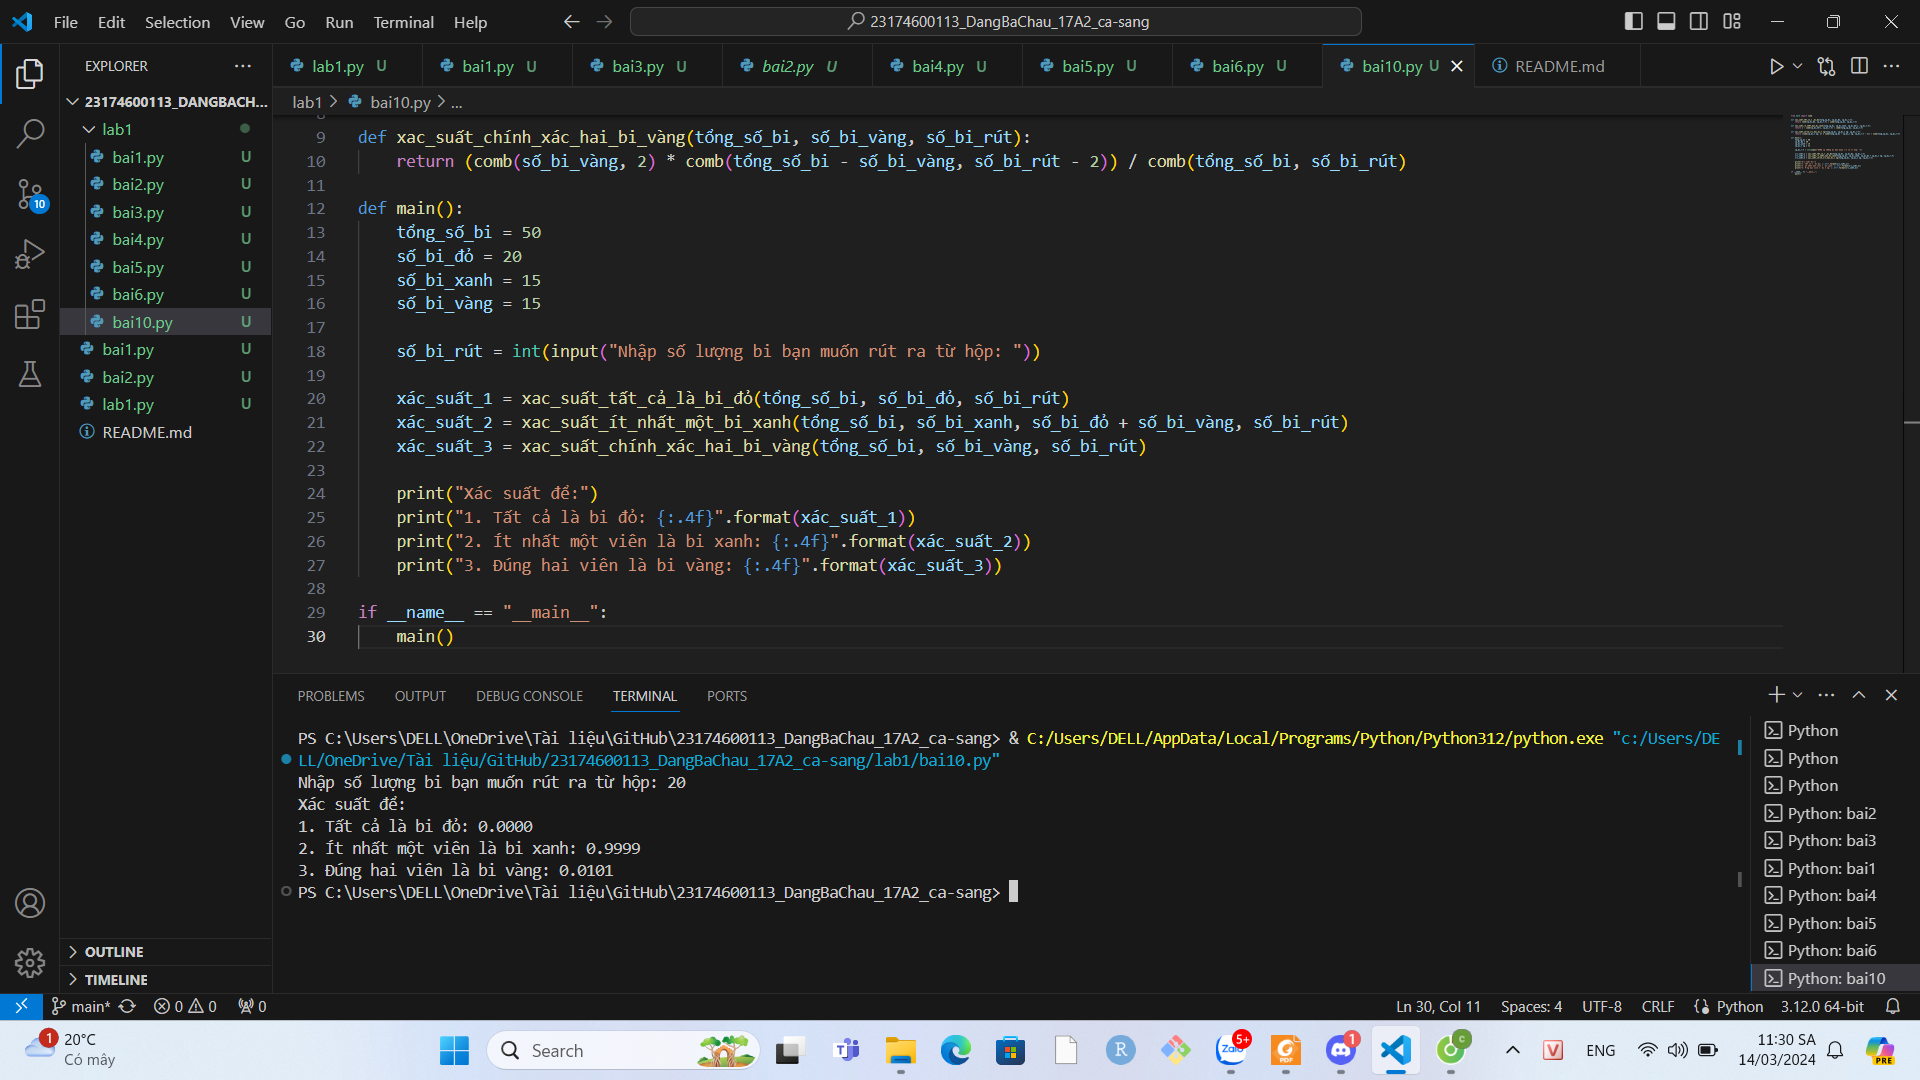 File Edit Selection View Go Run Terminal Help
23174600113_DangBaChau_17A2_ca-sang
EXPLORER
23174600113_DANGBACH...
lab1
bai1.py U
bai2.py U
bai3.py U
bai4.py U
bai5.py U
bai6.py U
bai10.py U
bai1.py U
bai2.py U
lab1.py U
README.md
OUTLINE
TIMELINE
10
lab1.py U bai1.py U bai3.py U bai2.py U bai4.py U bai5.py U bai6.py U bai10.py U README.md
lab1 > bai10.py > ...
9 def xac_suất_chính_xác_hai_bi_vàng(tổng_số_bi, số_bi_vàng, số_bi_rút):
10 return (comb(số_bi_vàng, 2) * comb(tổng_số_bi - số_bi_vàng, số_bi_rút - 2)) / comb(tổng_số_bi, số_bi_rút)
11
12 def main():
13 tổng_số_bi = 50
14 số_bi_đỏ = 20
15 số_bi_xanh = 15
16 số_bi_vàng = 15
17
18 số_bi_rút = int(input("Nhập số lượng bi bạn muốn rút ra từ hộp: "))
19
20 xác_suất_1 = xac_suất_tất_cả_là_bi_đỏ(tổng_số_bi, số_bi_đỏ, số_bi_rút)
21 xác_suất_2 = xac_suất_ít_nhất_một_bi_xanh(tổng_số_bi, số_bi_xanh, số_bi_đỏ + số_bi_vàng, số_bi_rút)
22 xác_suất_3 = xac_suất_chính_xác_hai_bi_vàng(tổng_số_bi, số_bi_vàng, số_bi_rút)
23
24 print("Xác suất để:")
25 print("1. Tất cả là bi đỏ: {:.4f}".format(xác_suất_1))
26 print("2. Ít nhất một viên là bi xanh: {:.4f}".format(xác_suất_2))
27 print("3. Đúng hai viên là bi vàng: {:.4f}".format(xác_suất_3))
28
29 if __name__ == "__main__":
30 main()
PROBLEMS OUTPUT DEBUG CONSOLE TERMINAL PORTS
PS C:\Users\DELL\OneDrive\Tài liệu\GitHub\23174600113_DangBaChau_17A2_ca-sang> & C:/Users/DELL/AppData/Local/Programs/Python/Python312/python.exe "c:/Users/DE
LL/OneDrive/Tài liệu/GitHub/23174600113_DangBaChau_17A2_ca-sang/lab1/bai10.py"
Nhập số lượng bi bạn muốn rút ra từ hộp: 20
Xác suất để:
1. Tất cả là bi đỏ: 0.0000
2. Ít nhất một viên là bi xanh: 0.9999
3. Đúng hai viên là bi vàng: 0.0101
PS C:\Users\DELL\OneDrive\Tài liệu\GitHub\23174600113_DangBaChau_17A2_ca-sang>
Python
Python
Python
Python: bai2
Python: bai3
Python: bai1
Python: bai4
Python: bai5
Python: bai6
Python: bai10
main* 0 0 0 Ln 30, Col 11 Spaces: 4 UTF-8 CRLF Python 3.12.0 64-bit
1 20°C
Có mây
Search
Zalo 5+
PDF
R
1
c
V
ENG
11:30 SA
14/03/2024
PRE